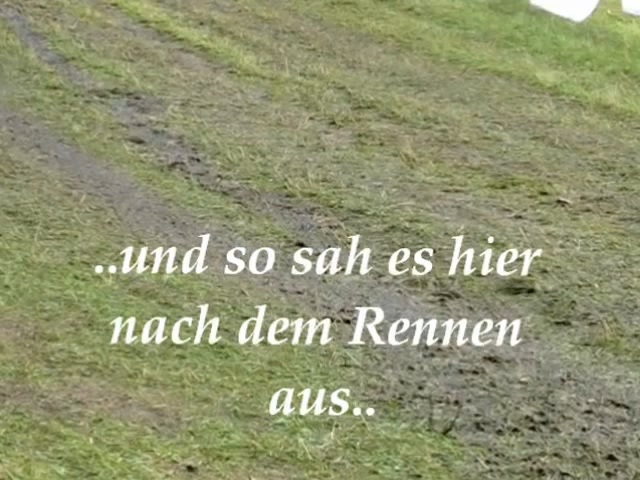 ..und so sah es hier
nach dem Rennen
aus..